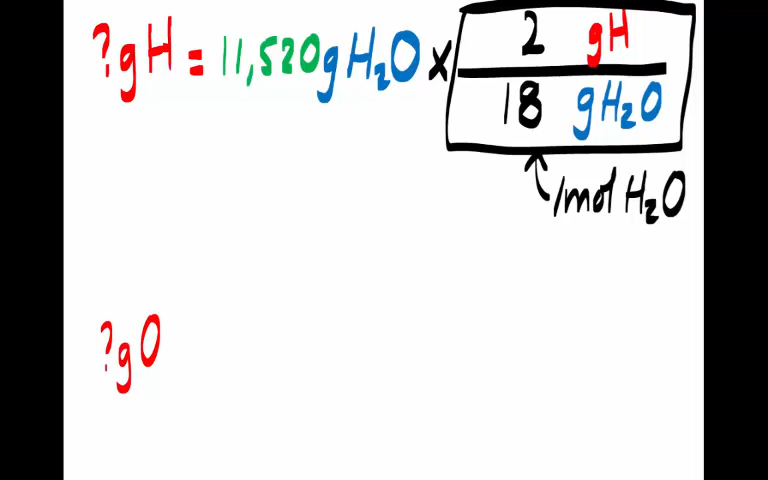 ?gH = 11,520gH₂O × 2 gH
18 gH₂O
1mol H₂O
?gO